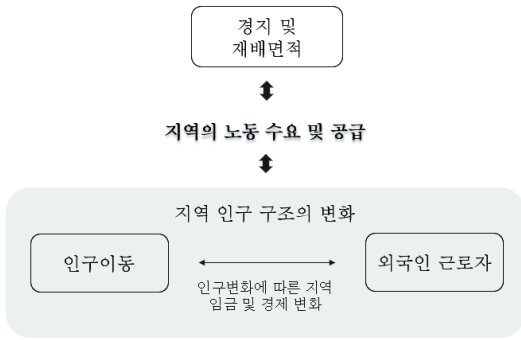 경지 및
재배면적
지역의 노동 수요 및 공급
지역 인구 구조의 변화
인구이동
외국인 근로자
인구변화에 따른 지역
임금 및 경제 변화